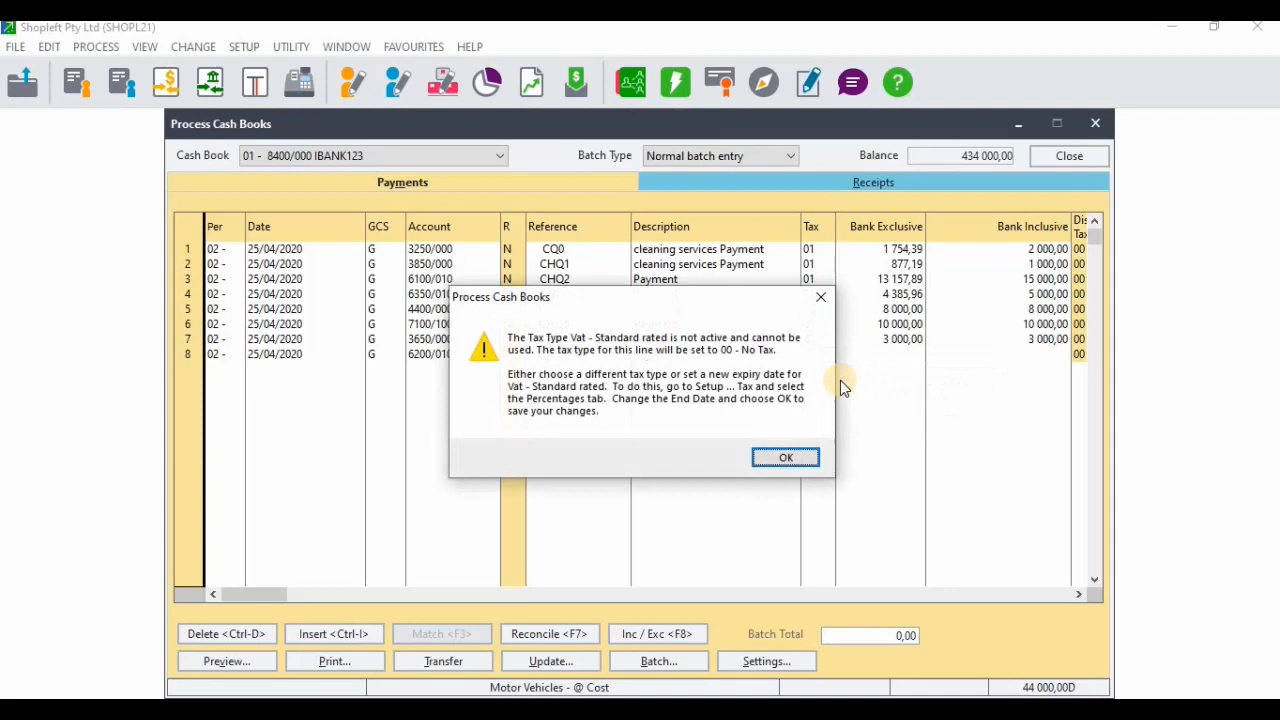 Shopleft Pty Ltd (SHOPL21)
FILE EDIT PROCESS VIEW CHANGE SETUP UTILITY WINDOW FAVOURITES HELP
Process Cash Books
Cash Book 01 - 8400/000 IBANK123 Batch Type Normal batch entry Balance 434 000,00 Close
Payments Receipts
Per Date GCS Account R Reference Description Tax Bank Exclusive Bank Inclusive Dis Tax
1 02 - 25/04/2020 G 3250/000 N CQ0 cleaning services Payment 01 1 754,39 2 000,00 00
2 02 - 25/04/2020 G 3850/000 N CHQ1 cleaning services Payment 01 877,19 1 000,00 00
3 02 - 25/04/2020 G 6100/010 N CHQ2 Payment 01 13 157,89 15 000,00 00
4 02 - 25/04/2020 G 6350/010 4 385,96 5 000,00 00
5 02 - 25/04/2020 G 4400/000 8 000,00 8 000,00 00
6 02 - 25/04/2020 G 7100/10 10 000,00 10 000,00 00
7 02 - 25/04/2020 G 3650/000 3 000,00 3 000,00 00
8 02 - 25/04/2020 G 6200/010 00
Process Cash Books
The Tax Type Vat - Standard rated is not active and cannot be
used. The tax type for this line will be set to 00 - No Tax.
Either choose a different tax type or set a new expiry date for
Vat - Standard rated. To do this, go to Setup ... Tax and select
the Percentages tab. Change the End Date and choose OK to
save your changes.
OK
Delete <Ctrl-D> Insert <Ctrl-I> Match <F3> Reconcile <F7> Inc / Exc <F8> Batch Total 0,00
Preview... Print... Transfer Update... Batch... Settings...
Motor Vehicles - @ Cost 44 000,00D